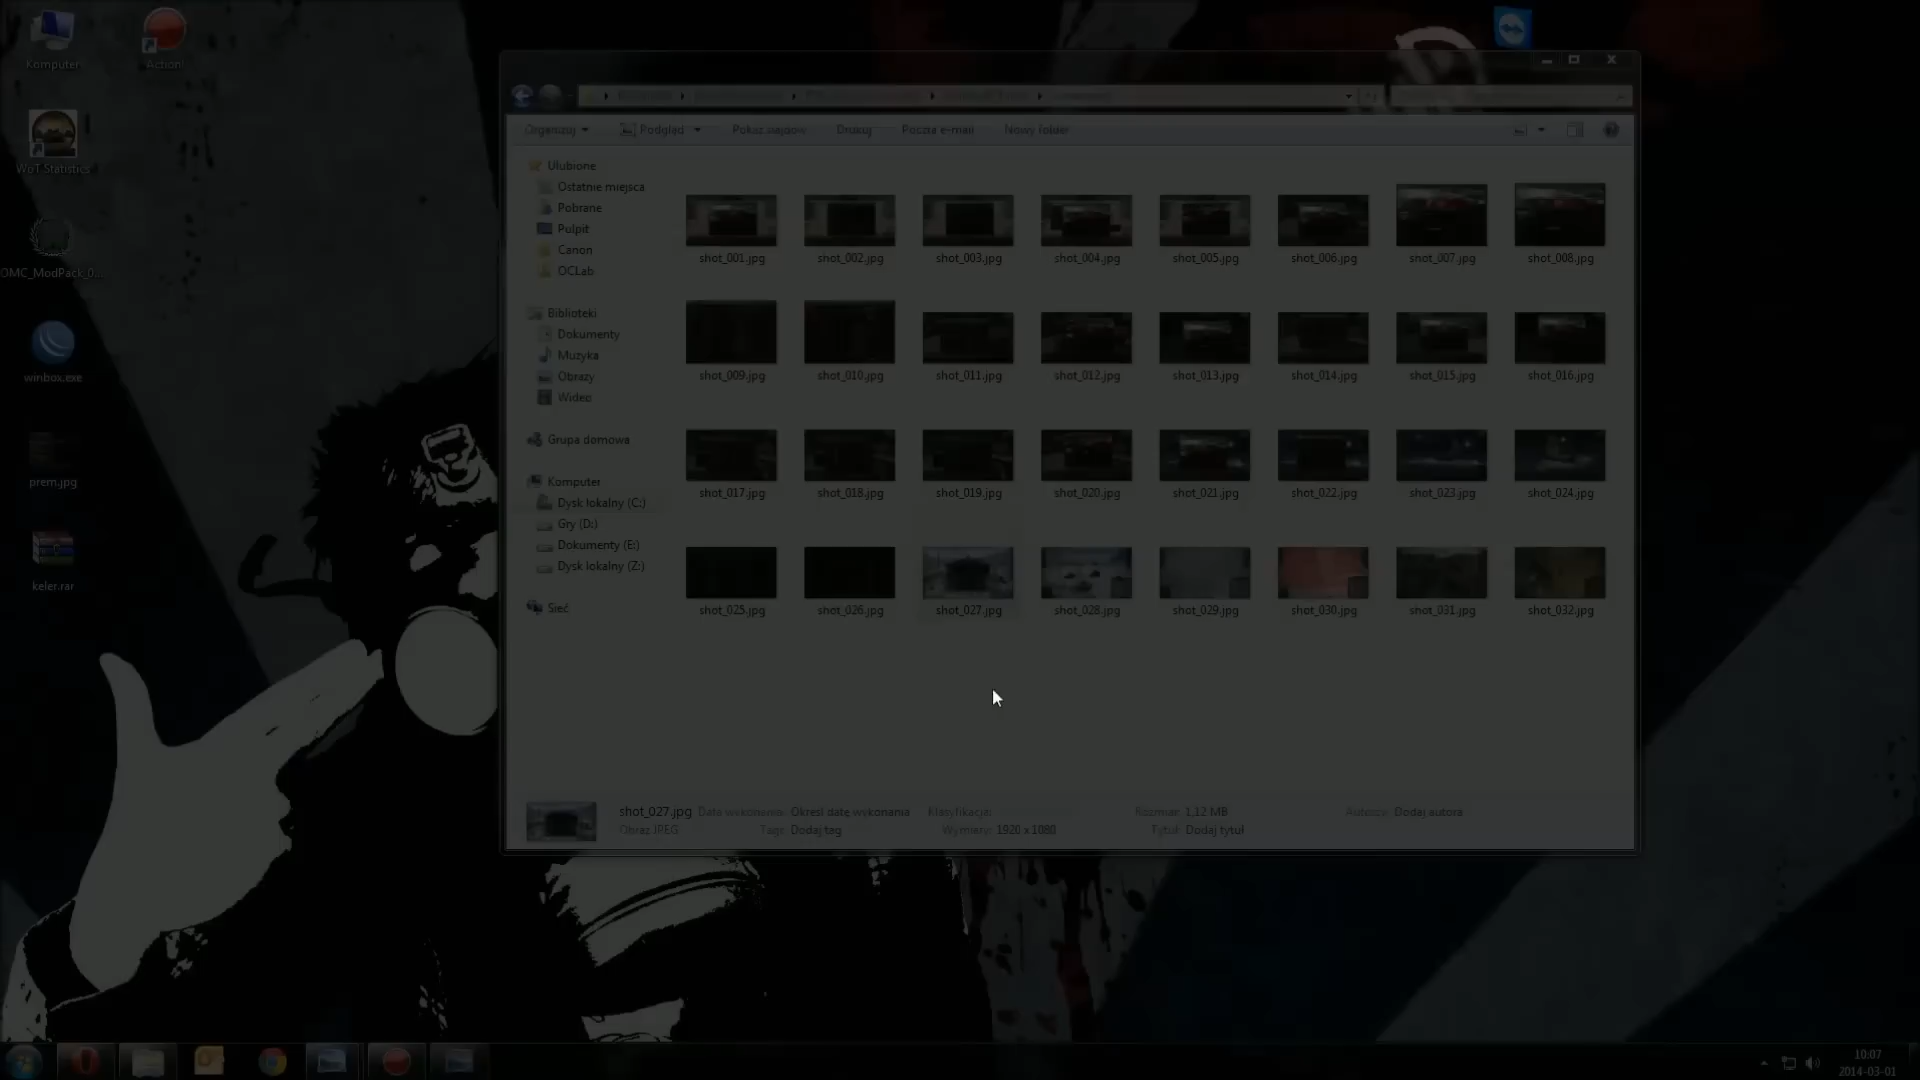 Komputer
Action!
WoT Statistics
OMC_ModPack_0...
winbox.exe
prem.jpg
keler.rar
Organizuj
Podgląd
Pokaz slajdów
Drukuj
Poczta e-mail
Nowy folder
Ulubione
Ostatnie miejsca
Pobrane
Pulpit
Canon
OCLab
Biblioteki
Dokumenty
Muzyka
Obrazy
Wideo
Grupa domowa
Komputer
Dysk lokalny (C:)
Gry (D:)
Dokumenty (E:)
Dysk lokalny (Z:)
Sieć
shot_001.jpg shot_002.jpg shot_003.jpg shot_004.jpg shot_005.jpg shot_006.jpg shot_007.jpg shot_008.jpg
shot_009.jpg shot_010.jpg shot_011.jpg shot_012.jpg shot_013.jpg shot_014.jpg shot_015.jpg shot_016.jpg
shot_017.jpg shot_018.jpg shot_019.jpg shot_020.jpg shot_021.jpg shot_022.jpg shot_023.jpg shot_024.jpg
shot_025.jpg shot_026.jpg shot_027.jpg shot_028.jpg shot_029.jpg shot_030.jpg shot_031.jpg shot_032.jpg
shot_027.jpg Data wykonania: Określ datę wykonania Klasyfikacja: Rozmiar: 1,12 MB Autorzy: Dodaj autora
Obraz JPEG Tagi: Dodaj tag Wymiary: 1920 x 1080 Tytuł: Dodaj tytuł
10:07
2014-03-01